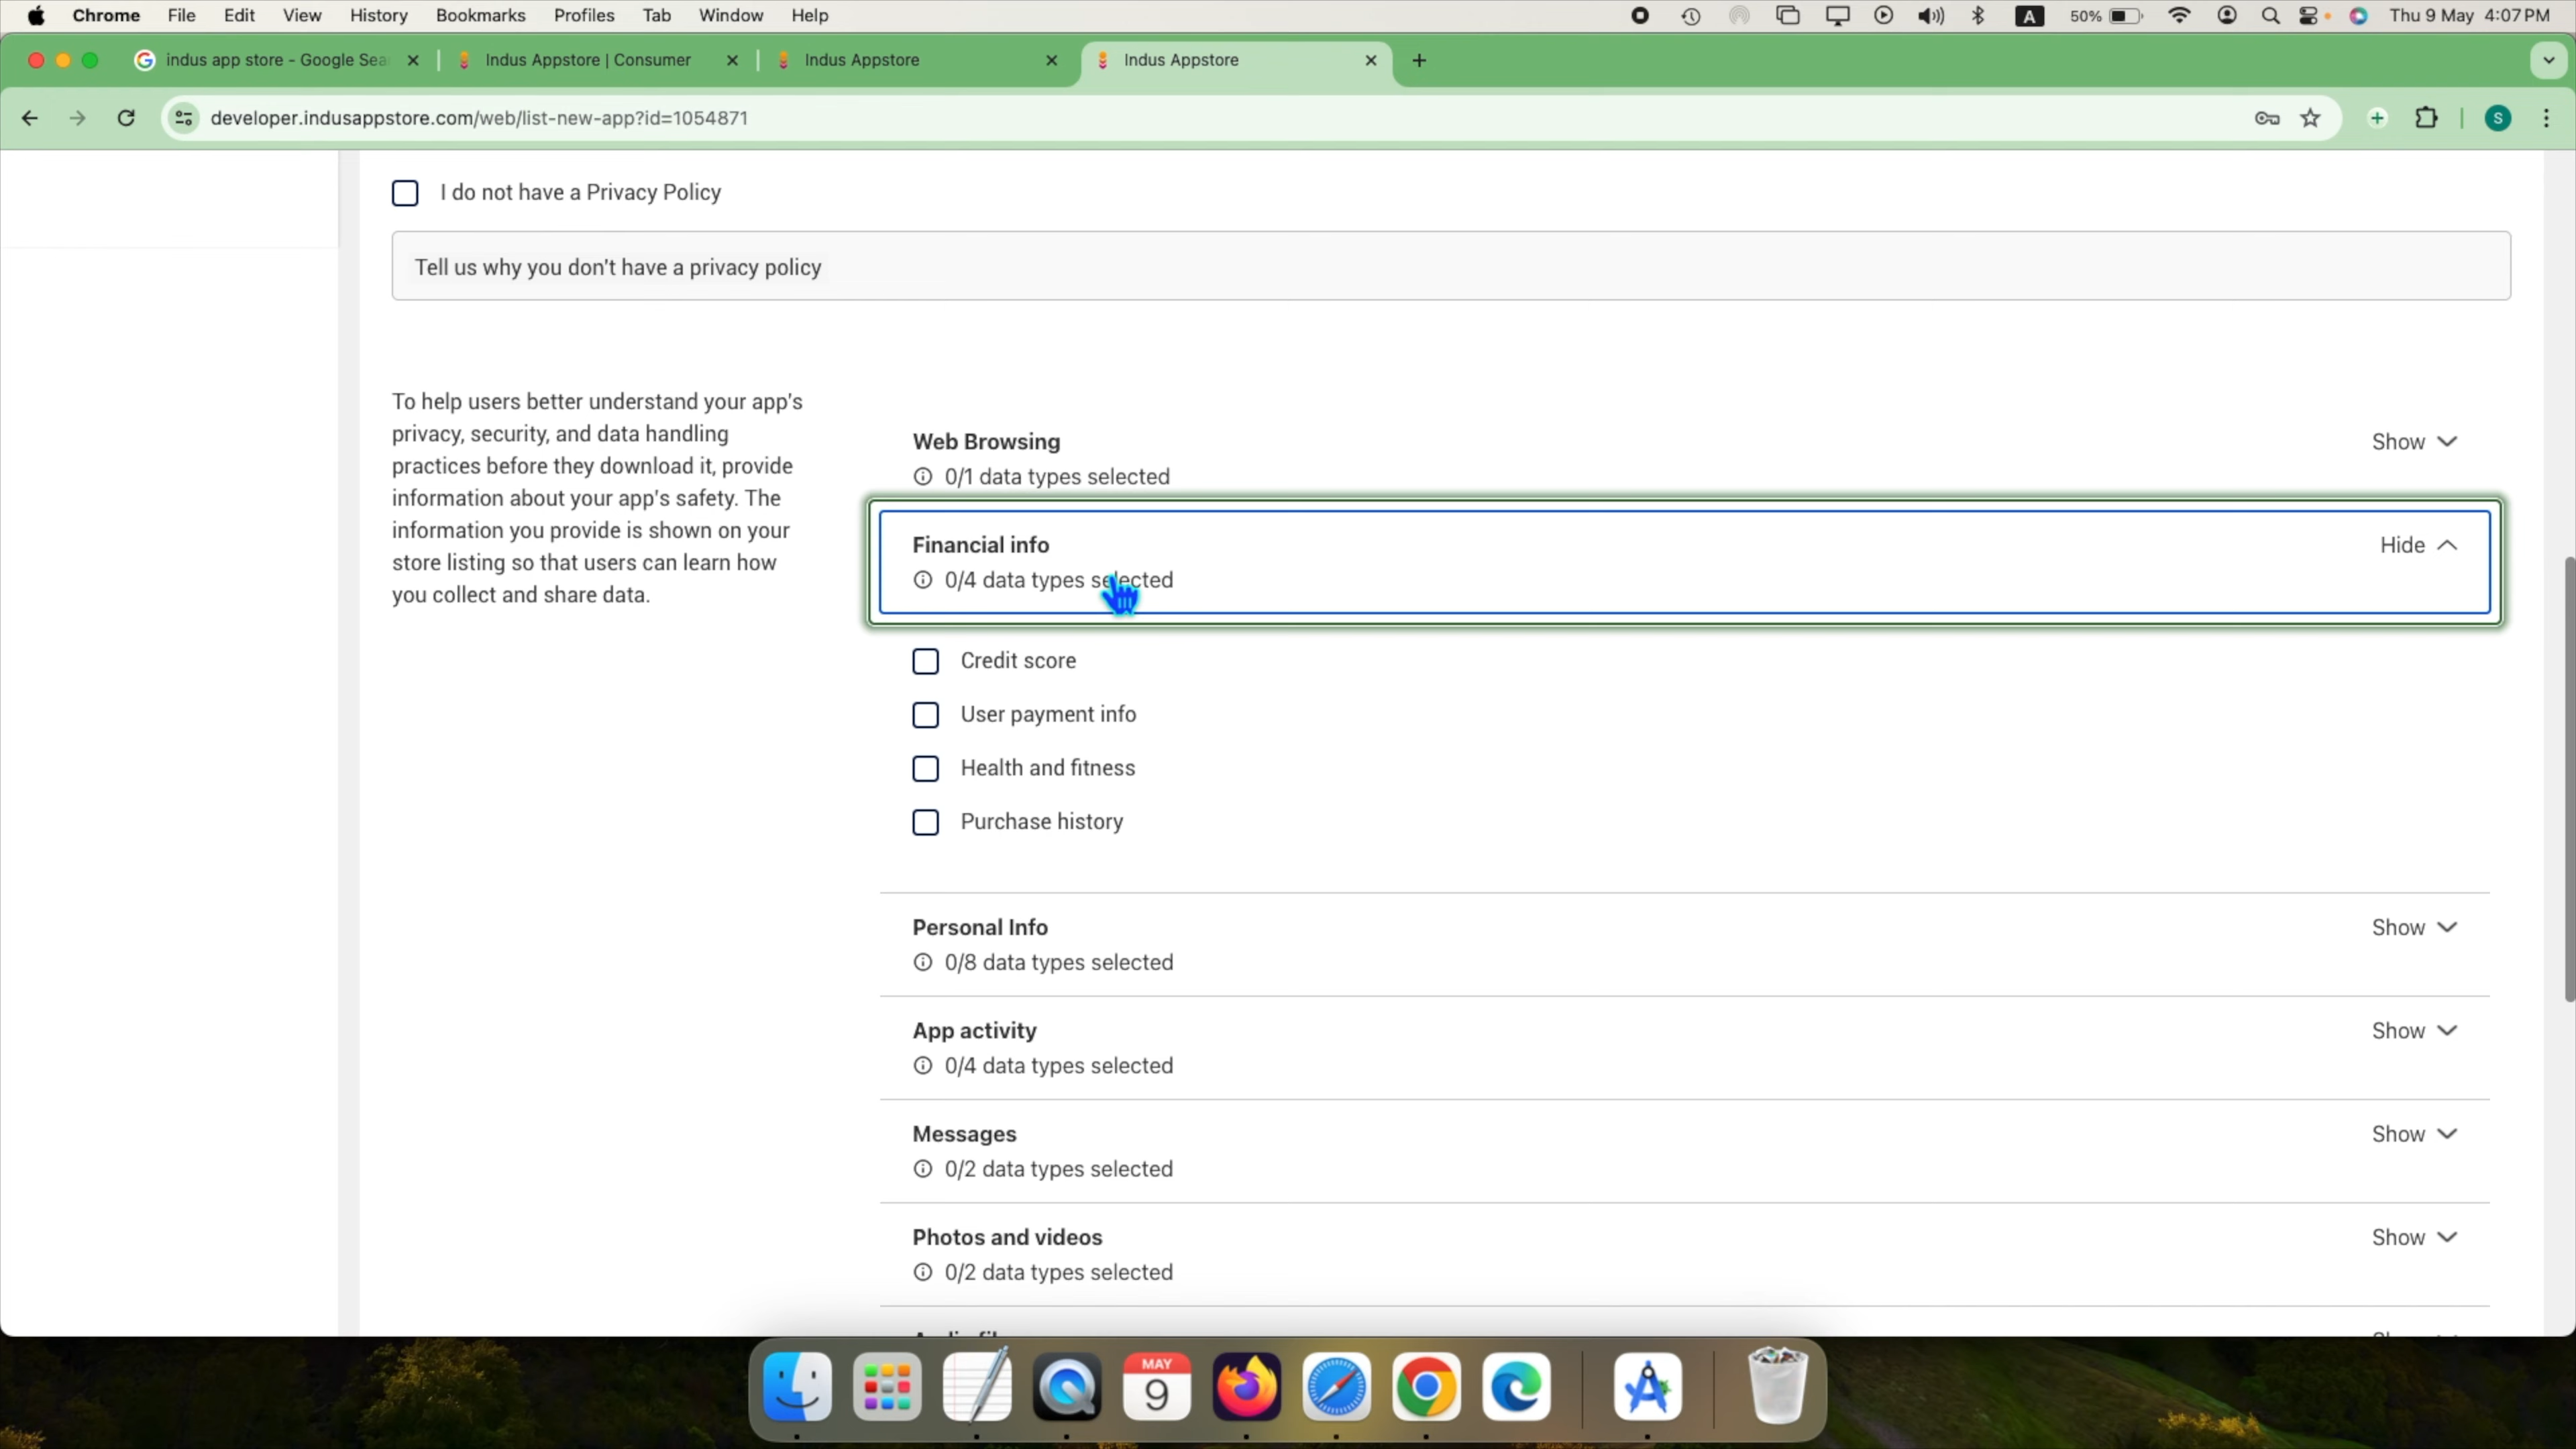 Chrome File Edit View History Bookmarks Profiles Tab Window Help A 50% Thu 9 May 4:07 PM
indus app store - Google Sea Indus Appstore | Consumer Indus Appstore Indus Appstore
developer.indusappstore.com/web/list-new-app?id=1054871 S
I do not have a Privacy Policy
Tell us why you don't have a privacy policy
To help users better understand your app's
privacy, security, and data handling
practices before they download it, provide
information about your app's safety. The
information you provide is shown on your
store listing so that users can learn how
you collect and share data.
Web Browsing Show
0/1 data types selected
Financial info Hide
0/4 data types selected
Credit score
User payment info
Health and fitness
Purchase history
Personal Info Show
0/8 data types selected
App activity Show
0/4 data types selected
Messages Show
0/2 data types selected
Photos and videos Show
0/2 data types selected
MAY
9